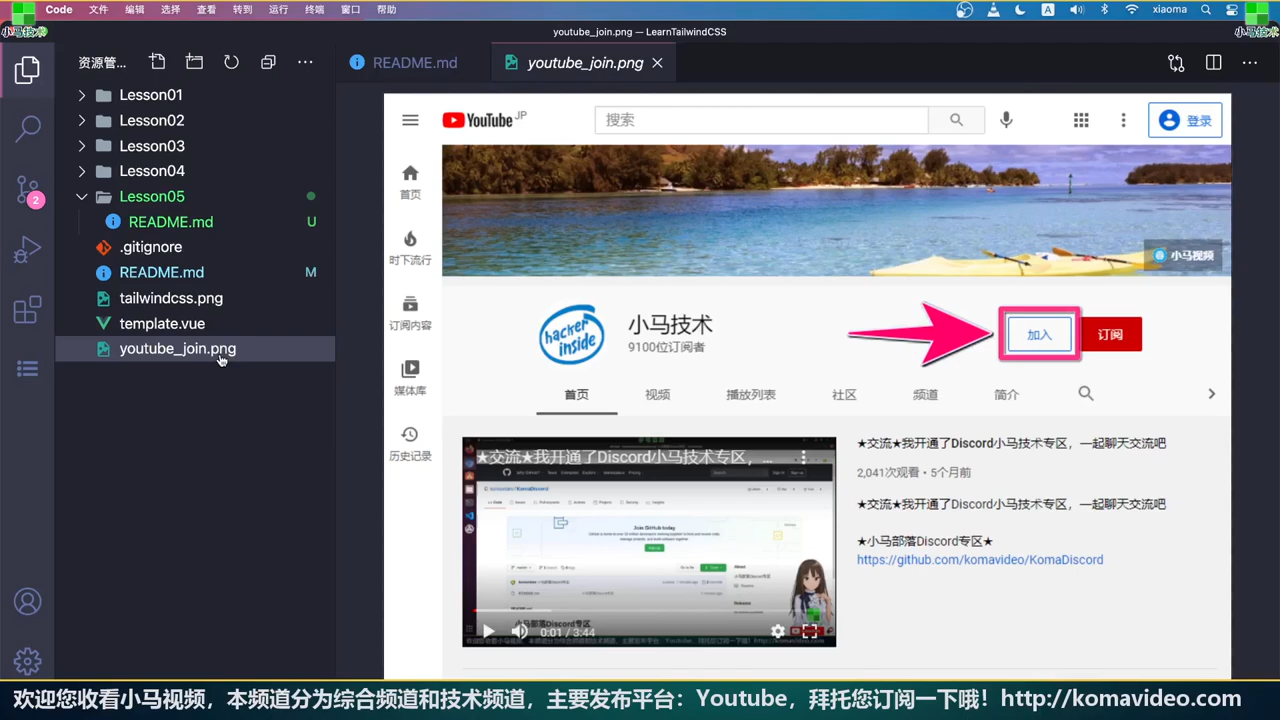 Code 文件 编辑 选择 查看 转到 运行 终端 窗口 帮助 A xiaoma
小马技术
youtube_join.png — LearnTailwindCSS
小马技术
资源管...
README.md
youtube_join.png
Lesson01
Lesson02
Lesson03
Lesson04
Lesson05
README.md U
.gitignore
README.md M
tailwindcss.png
template.vue
youtube_join.png
2
YouTube JP
搜索
登录
首页
时下流行
订阅内容
媒体库
历史记录
小马视频
hacker
inside
小马技术
9100位订阅者
加入
订阅
首页 视频 播放列表 社区 频道 简介
★交流★我开通了Discord小马技术专区，...
Join GitHub today
0:01 / 3:44
★交流★我开通了Discord小马技术专区，一起聊天交流吧
2,041次观看 • 5个月前
★交流★我开通了Discord小马技术专区，一起聊天交流吧
★小马部落Discord专区★
https://github.com/komavideo/KomaDiscord
欢迎您收看小马视频，本频道分为综合频道和技术频道，主要发布平台：Youtube，拜托您订阅一下哦！http://komavideo.com